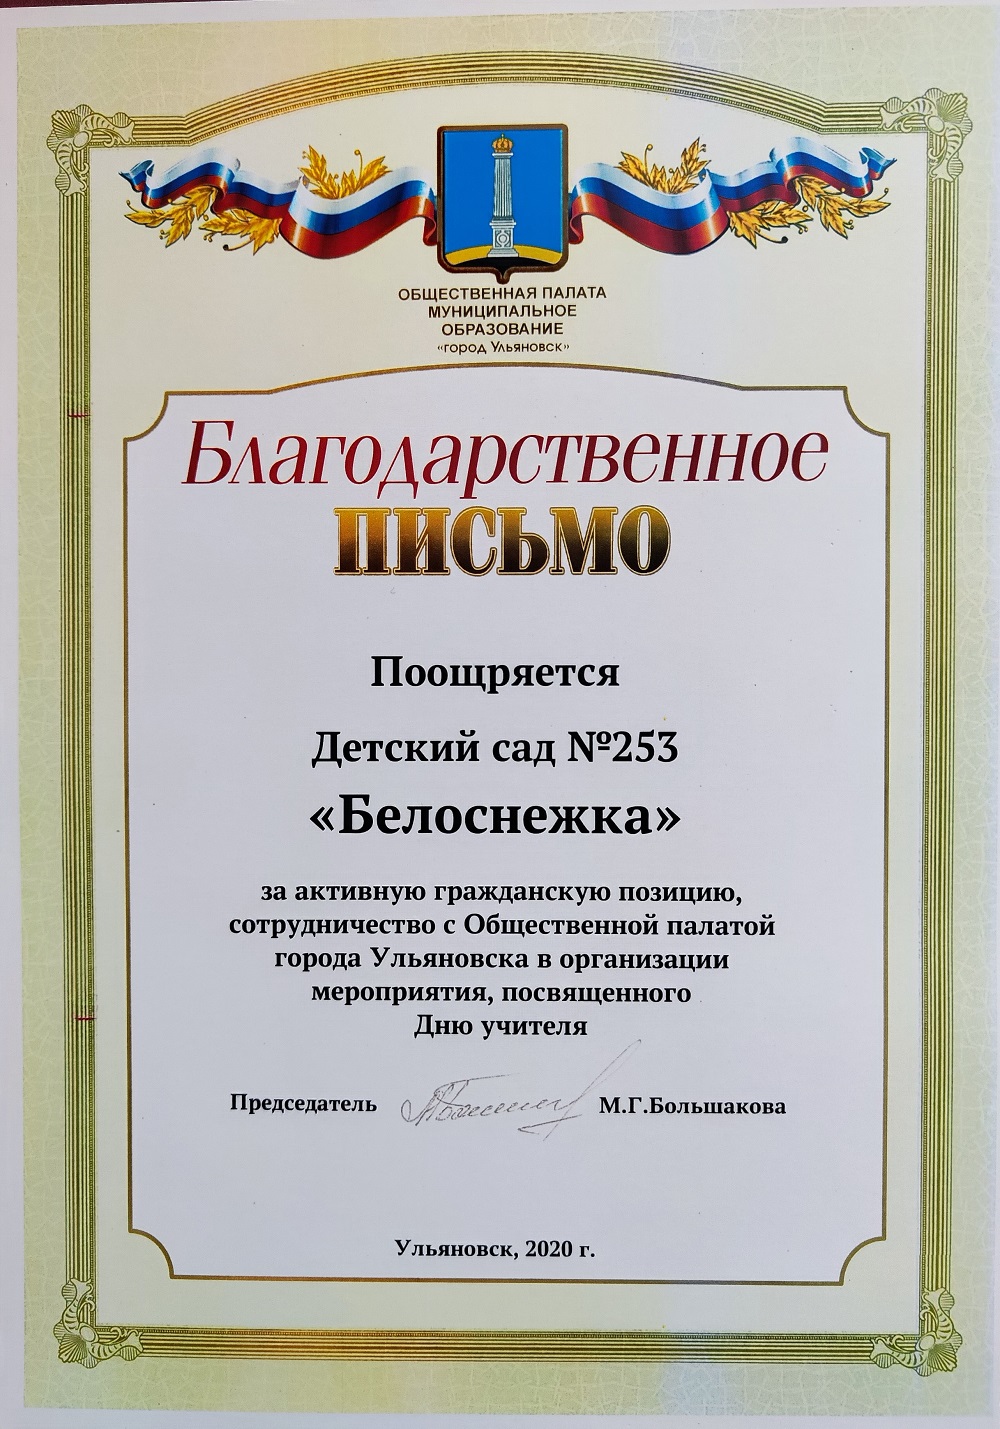 ОБЩЕСТВЕННАЯ ПАЛАТА
МУНИЦИПАЛЬНОЕ
ОБРАЗОВАНИЕ
«город Ульяновск»
Благодарственное
ПИСЬМО
Поощряется
Детский сад №253
«Белоснежка»
за активную гражданскую позицию,
сотрудничество с Общественной палатой
города Ульяновска в организации
мероприятия, посвященного
Дню учителя
Председатель М.Г.Большакова
Ульяновск, 2020 г.